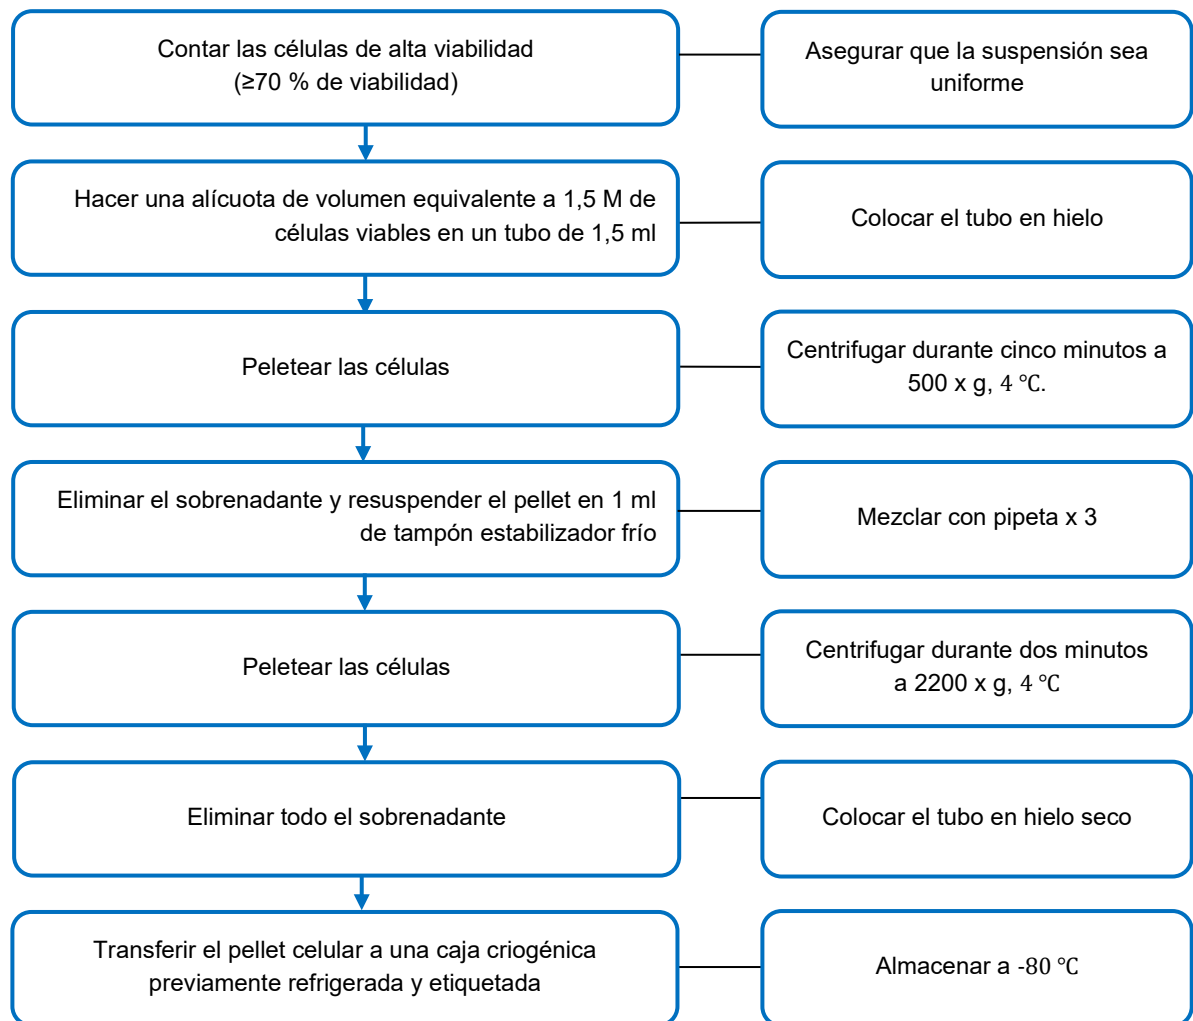 Contar las células de alta viabilidad
(≥70 % de viabilidad)
Asegurar que la suspensión sea
uniforme
Hacer una alícuota de volumen equivalente a 1,5 M de
células viables en un tubo de 1,5 ml
Colocar el tubo en hielo
Peletear las células
Centrifugar durante cinco minutos a
500 x g, 4 °C.
Eliminar el sobrenadante y resuspender el pellet en 1 ml
de tampón estabilizador frío
Mezclar con pipeta x 3
Peletear las células
Centrifugar durante dos minutos
a 2200 x g, 4 °C
Eliminar todo el sobrenadante
Colocar el tubo en hielo seco
Transferir el pellet celular a una caja criogénica
previamente refrigerada y etiquetada
Almacenar a -80 °C